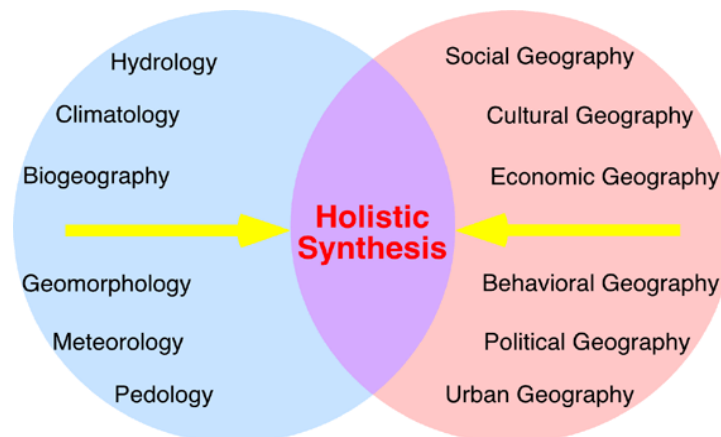 Hydrology
Climatology
Biogeography
Geomorphology
Meteorology
Pedology
Holistic
Synthesis
Social Geography
Cultural Geography
Economic Geography
Behavioral Geography
Political Geography
Urban Geography